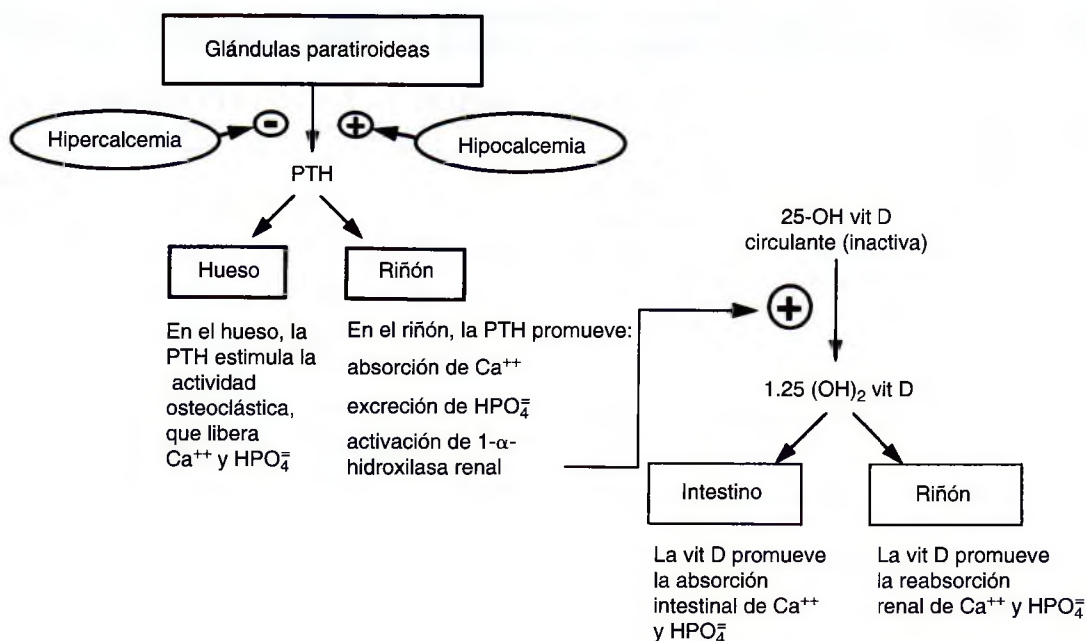 Glándulas paratiroideas
Hipercalcemia
-
+
Hipocalcemia
PTH
Hueso
Riñón
En el hueso, la
PTH estimula la
actividad
osteoclástica,
que libera
Ca⁺⁺ y HPO₄⁼
En el riñón, la PTH promueve:
absorción de Ca⁺⁺
excreción de HPO₄⁼
activación de 1-α-
hidroxilasa renal
25-OH vit D
circulante (inactiva)
+
1.25 (OH)₂ vit D
Intestino
Riñón
La vit D promueve
la absorción
intestinal de Ca⁺⁺
y HPO₄⁼
La vit D promueve
la reabsorción
renal de Ca⁺⁺ y HPO₄⁼